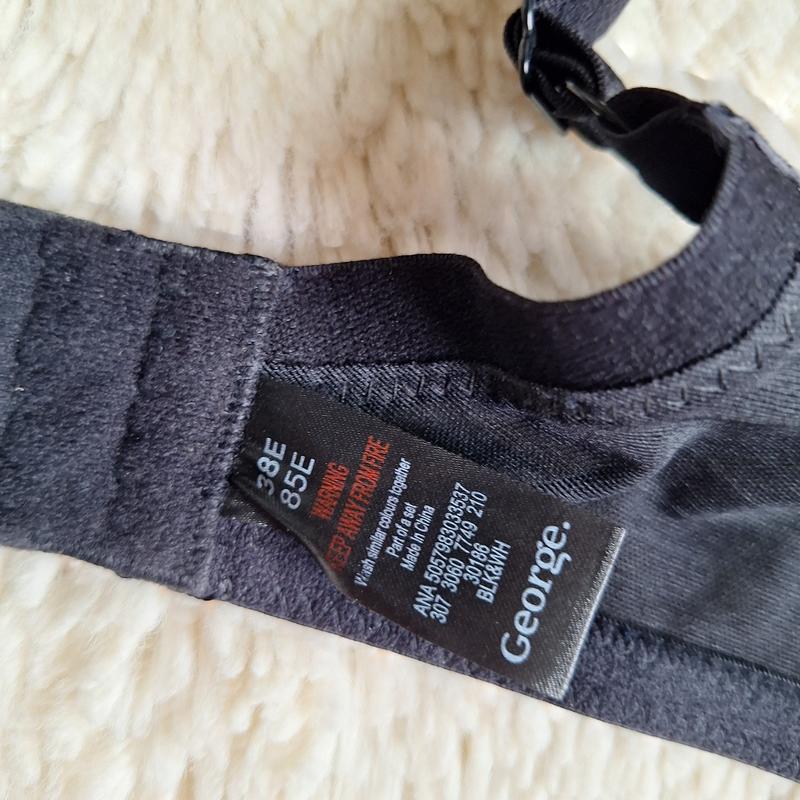 38E
85E
WARNING
KEEP AWAY FROM FIRE
Wash similar colours together
Part of a set
Made in China
ANA 5057983033537
307 3060 7749 210
30186
BLK&WH
George.